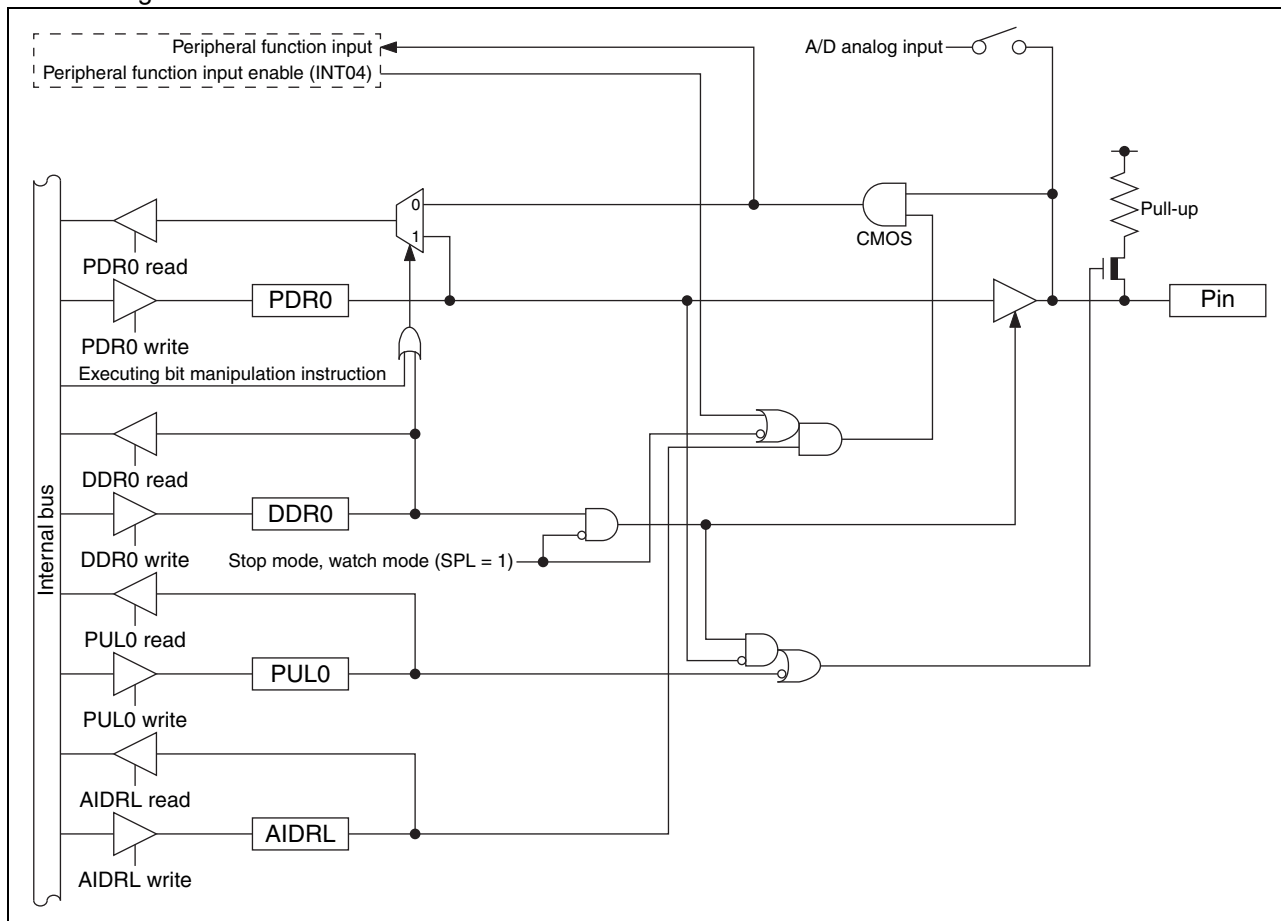 Peripheral function input
A/D analog input
Peripheral function input enable (INT04)
0
Pull-up
1
CMOS
PDR0 read
PDR0
Pin
PDR0 write
Executing bit manipulation instruction
DDR0 read
DDR0
DDR0 write
Stop mode, watch mode (SPL = 1)
Internal bus
PUL0 read
PUL0
PUL0 write
AIDRL read
AIDRL
AIDRL write